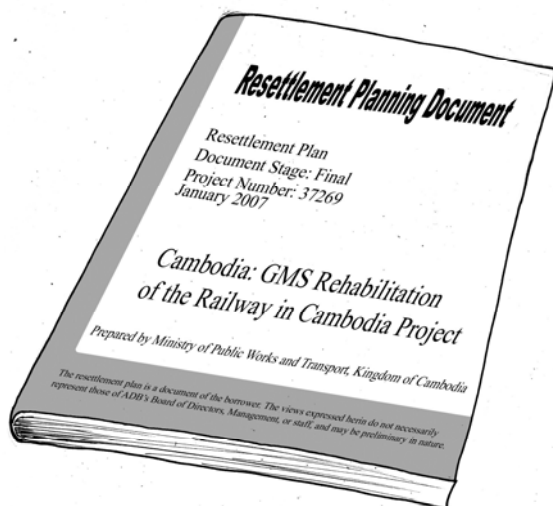 Resettlement Planning Document
Resettlement Plan
Document Stage: Final
Project Number: 37269
January 2007
Cambodia: GMS Rehabilitation
of the Railway in Cambodia Project
Prepared by Ministry of Public Works and Transport, Kingdom of Cambodia
The resettlement plan is a document of the borrower. The views expressed herin do not necessarily
represent those of ADB's Board of Directors, Management, or staff, and may be preliminary in nature.